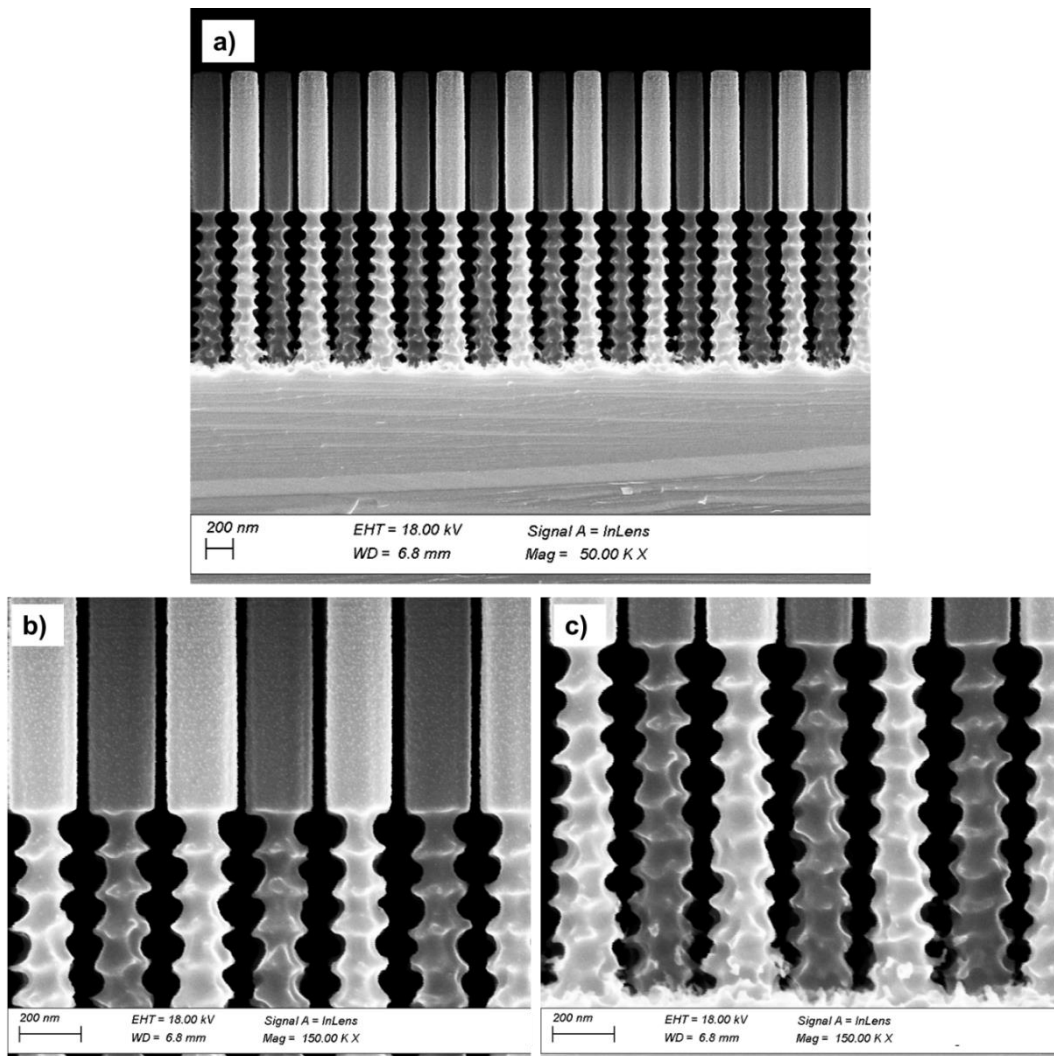 a)
200 nm
EHT = 18.00 kV
Signal A = InLens
WD = 6.8 mm
Mag = 50.00 K X
b)
c)
200 nm
EHT = 18.00 kV
Signal A = InLens
WD = 6.8 mm
Mag = 150.00 K X
200 nm
EHT = 18.00 kV
Signal A = InLens
WD = 6.8 mm
Mag = 150.00 K X